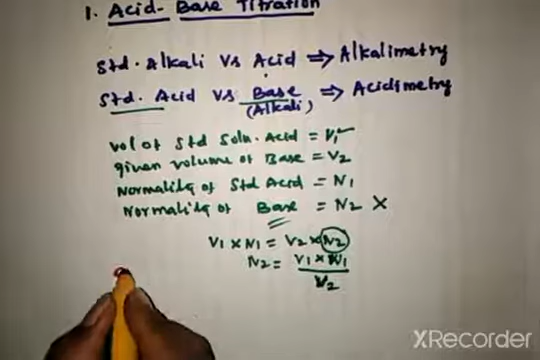 1. Acid- Base Titration
Std. Alkali Vs Acid ⇒ Alkalimetry
Std. Acid vs Base ⇒ Acidimetry
(Alkali)
Vol of Std Soln. Acid = V1 ✓
given volume of Base = V2
Normality of Std Acid = N1
Normality of Base = N2 ×
V1 × N1 = V2 × N2
N2 = V1 × N1
V2
XRecorder